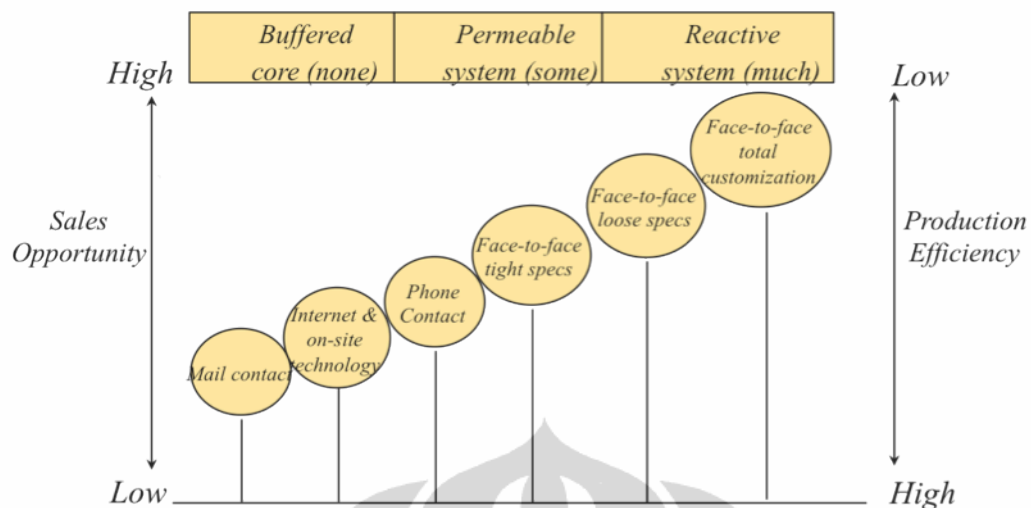 Buffered
core (none)
Permeable
system (some)
Reactive
system (much)
High
Low
Face-to-face
total
customization
Face-to-face
loose specs
Sales
Opportunity
Production
Efficiency
Face-to-face
tight specs
Phone
Contact
Internet &
on-site
technology
Mail contact
Low
High